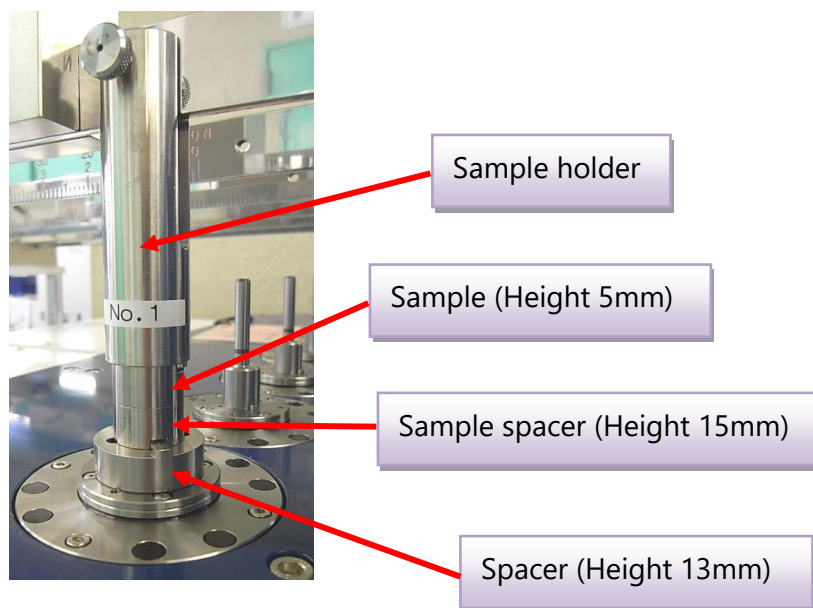 Sample holder
Sample (Height 5mm)
No.1
Sample spacer (Height 15mm)
Spacer (Height 13mm)